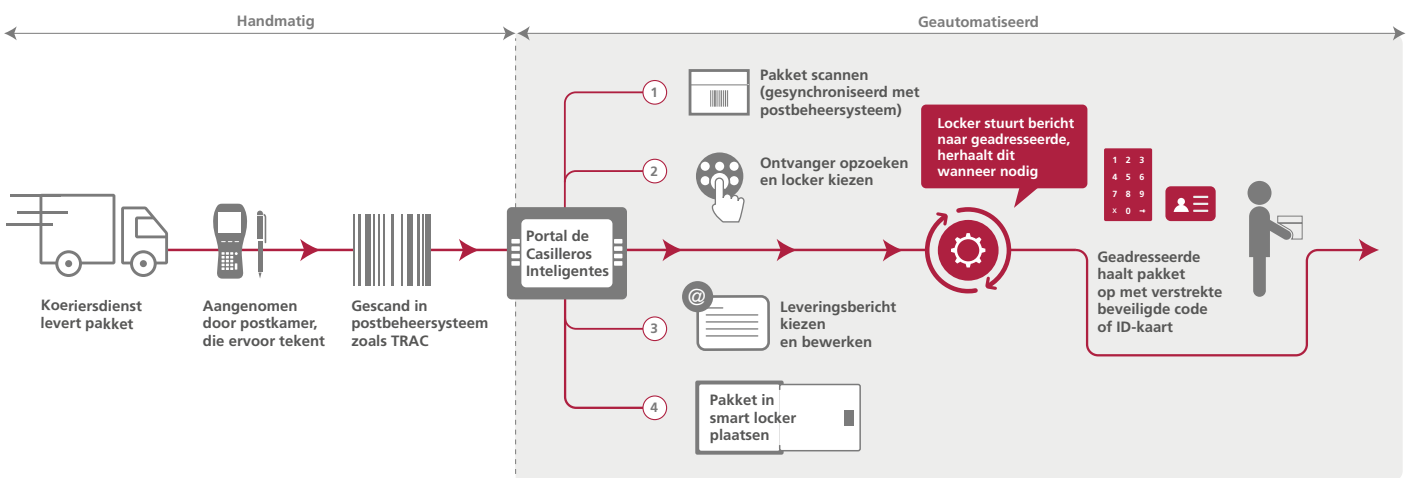 Handmatig
Geautomatiseerd
Koeriersdienst
levert pakket
Aangenomen
door postkamer,
die ervoor tekent
Gescand in
postbeheersysteem
zoals TRAC
Portal de
Casilleros
Inteligentes
1
Pakket scannen
(gesynchroniseerd met
postbeheersysteem)
2
Ontvanger opzoeken
en locker kiezen
3
@
Leveringsbericht
kiezen
en bewerken
4
Pakket in
smart locker
plaatsen
Locker stuurt bericht
naar geadresseerde,
herhaalt dit
wanneer nodig
1 2 3
4 5 6
7 8 9
x 0 →
Geadresseerde
haalt pakket
op met verstrekte
beveiligde code
of ID-kaart